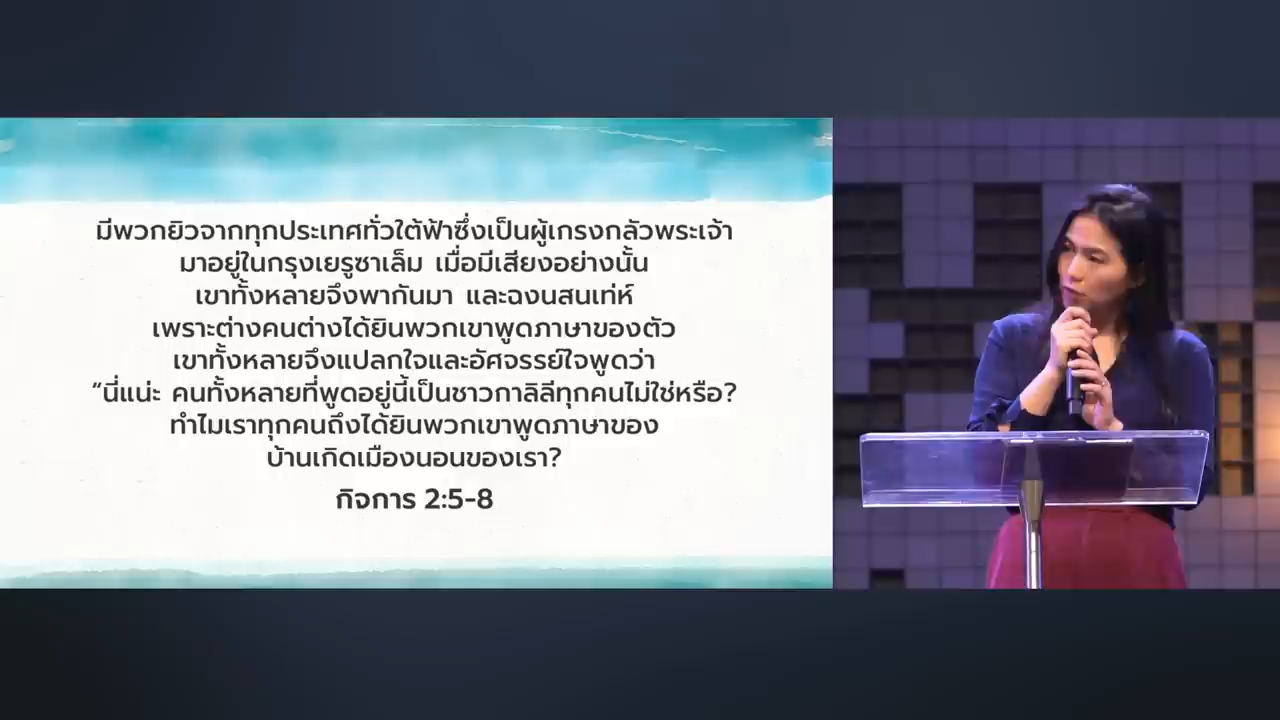 มีพวกยิวจากทุกประเทศทั่วใต้ฟ้าซึ่งเป็นผู้เกรงกลัวพระเจ้า
มาอยู่ในกรุงเยรูซาเล็ม เมื่อมีเสียงอย่างนั้น
เขาทั้งหลายจึงพากันมา และฉงนสนเท่ห์
เพราะต่างคนต่างได้ยินพวกเขาพูดภาษาของตัว
เขาทั้งหลายจึงแปลกใจและอัศจรรย์ใจพูดว่า
“นี่แน่ะ คนทั้งหลายที่พูดอยู่นี้เป็นชาวกาลิลีทุกคนไม่ใช่หรือ?
ทำไมเราทุกคนถึงได้ยินพวกเขาพูดภาษาของ
บ้านเกิดเมืองนอนของเรา?
กิจการ 2:5-8